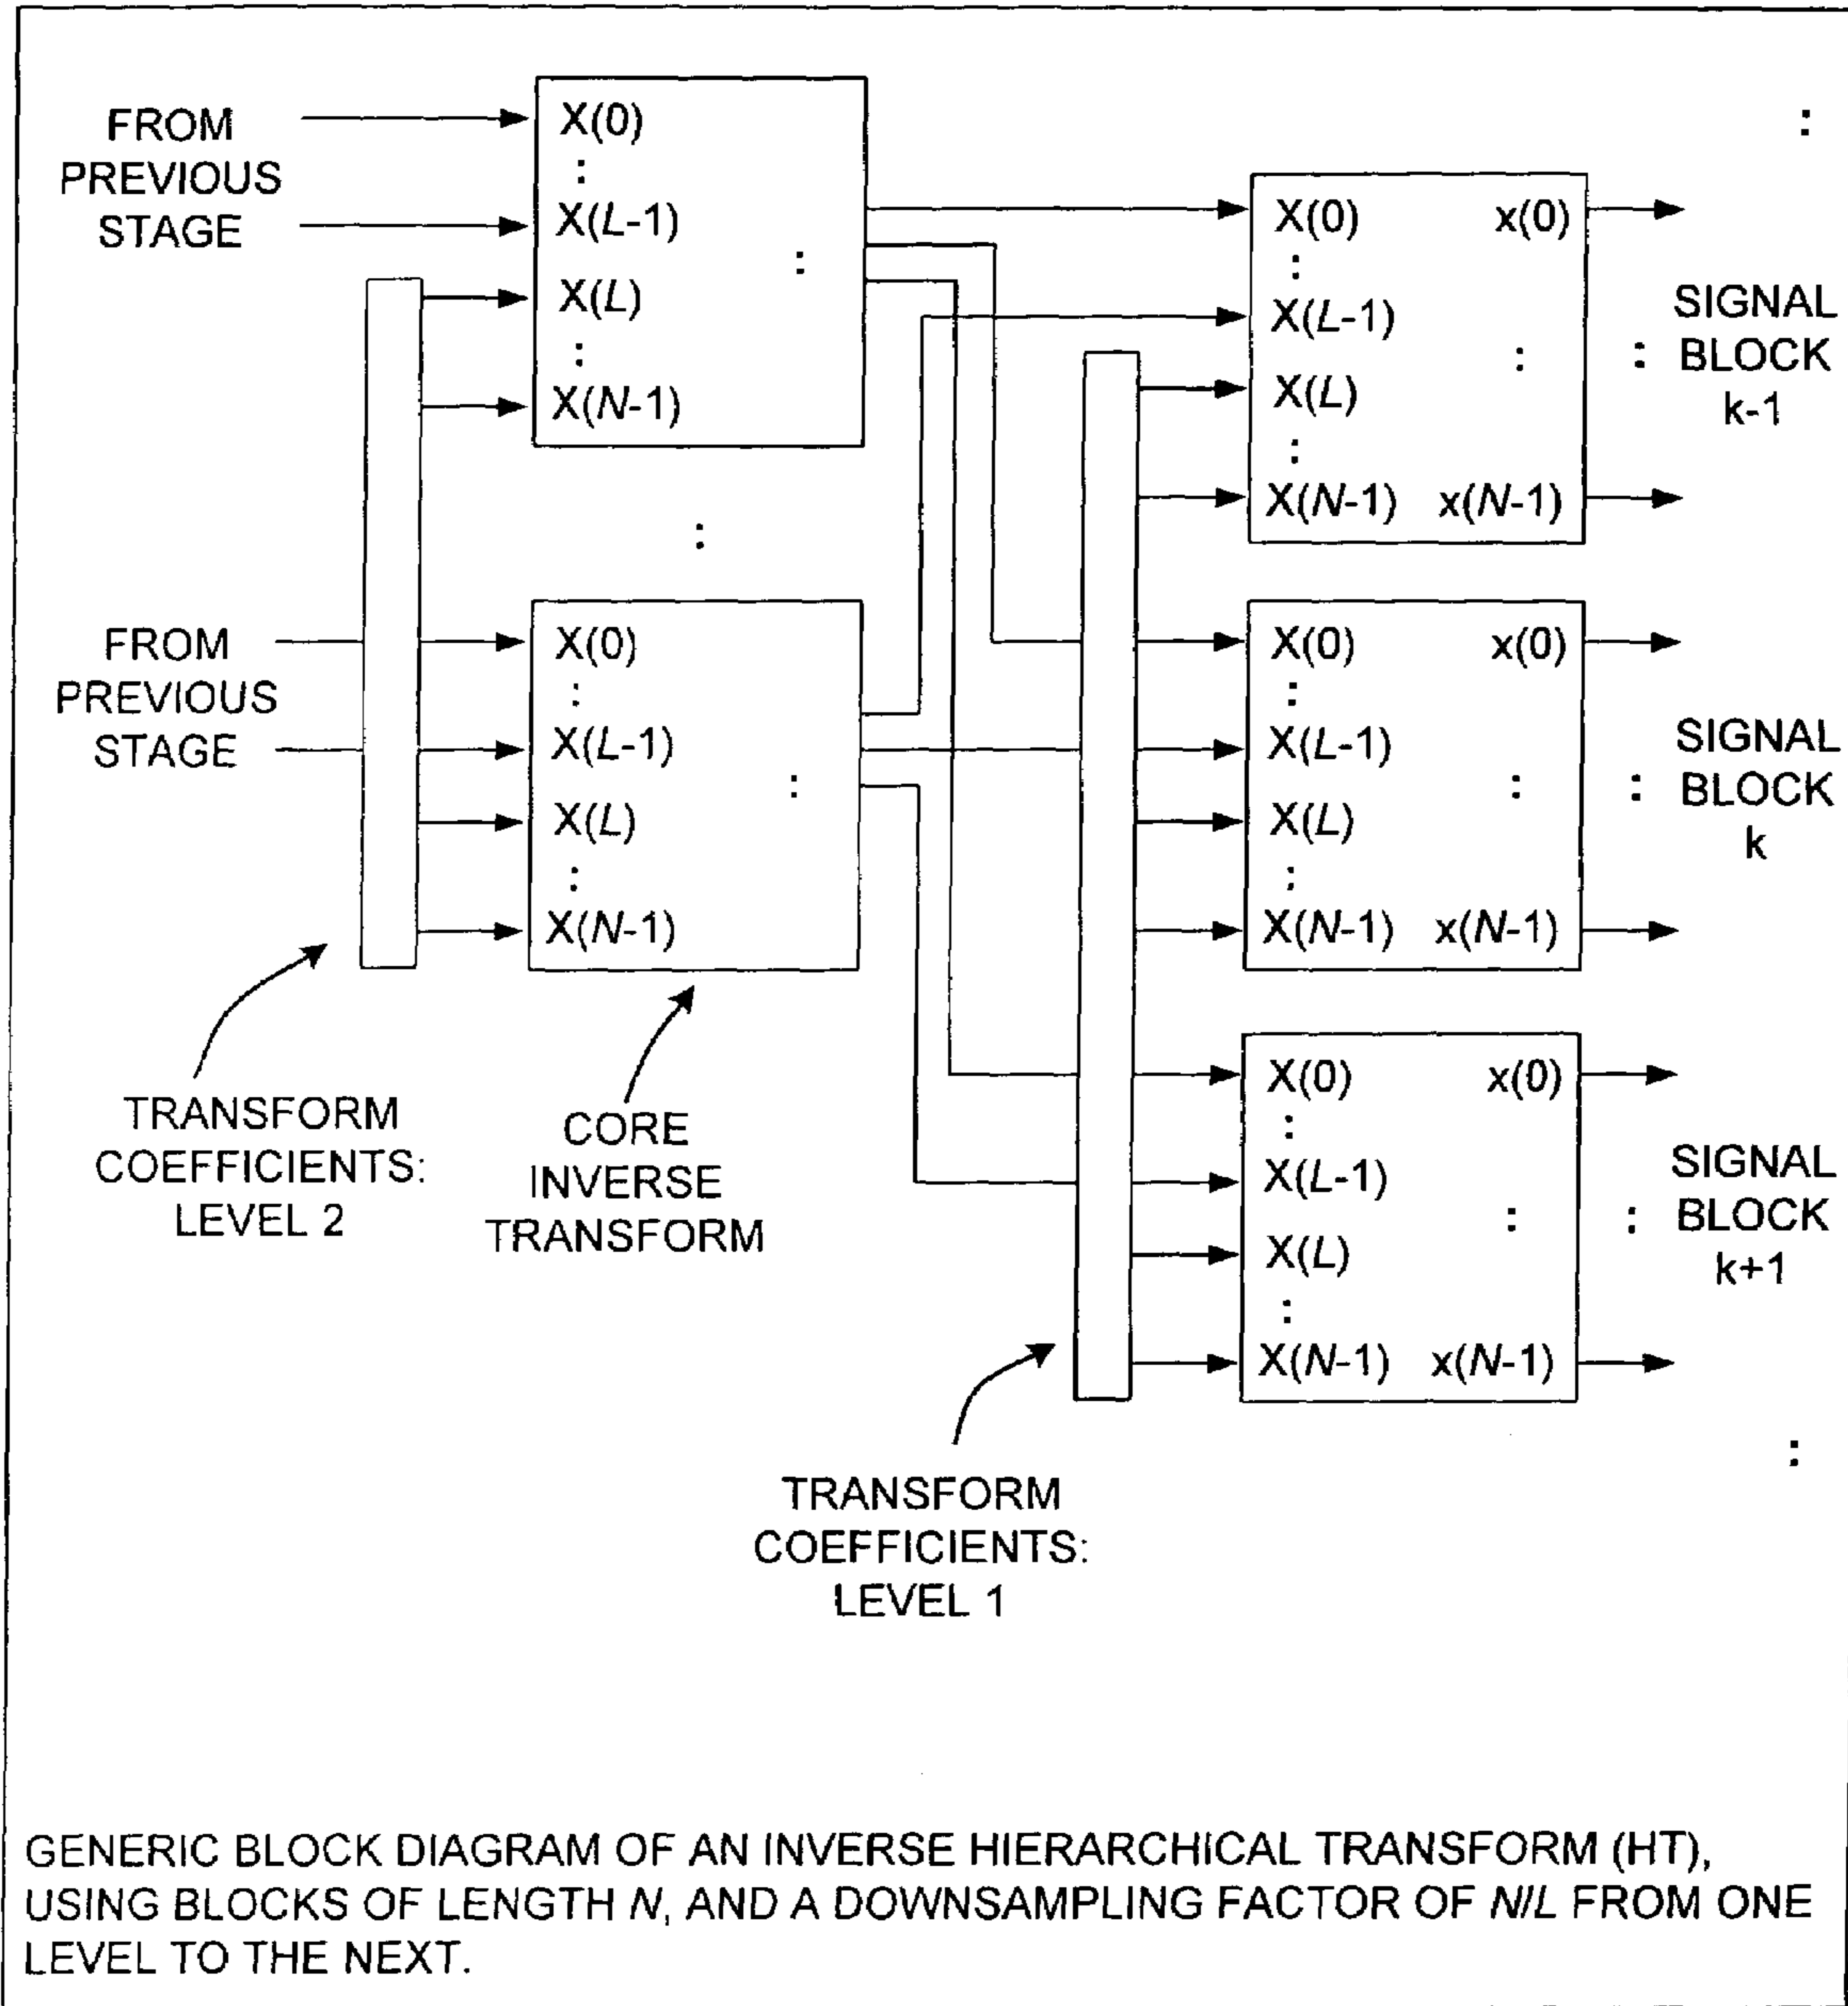 FROM
PREVIOUS
STAGE
X(0)
:
X(L-1)
X(L)
:
X(N-1)
:
:
FROM
PREVIOUS
STAGE
X(0)
:
X(L-1)
X(L)
:
X(N-1)
:
X(0) x(0)
:
X(L-1)
X(L)
:
X(N-1) x(N-1)
:
:
SIGNAL
BLOCK
k-1
:
X(0) x(0)
:
X(L-1)
X(L)
:
X(N-1) x(N-1)
:
:
SIGNAL
BLOCK
k
X(0) x(0)
:
X(L-1)
X(L)
:
X(N-1) x(N-1)
:
:
SIGNAL
BLOCK
k+1
:
TRANSFORM
COEFFICIENTS:
LEVEL 2
CORE
INVERSE
TRANSFORM
TRANSFORM
COEFFICIENTS:
LEVEL 1
GENERIC BLOCK DIAGRAM OF AN INVERSE HIERARCHICAL TRANSFORM (HT),
USING BLOCKS OF LENGTH N, AND A DOWNSAMPLING FACTOR OF N/L FROM ONE
LEVEL TO THE NEXT.